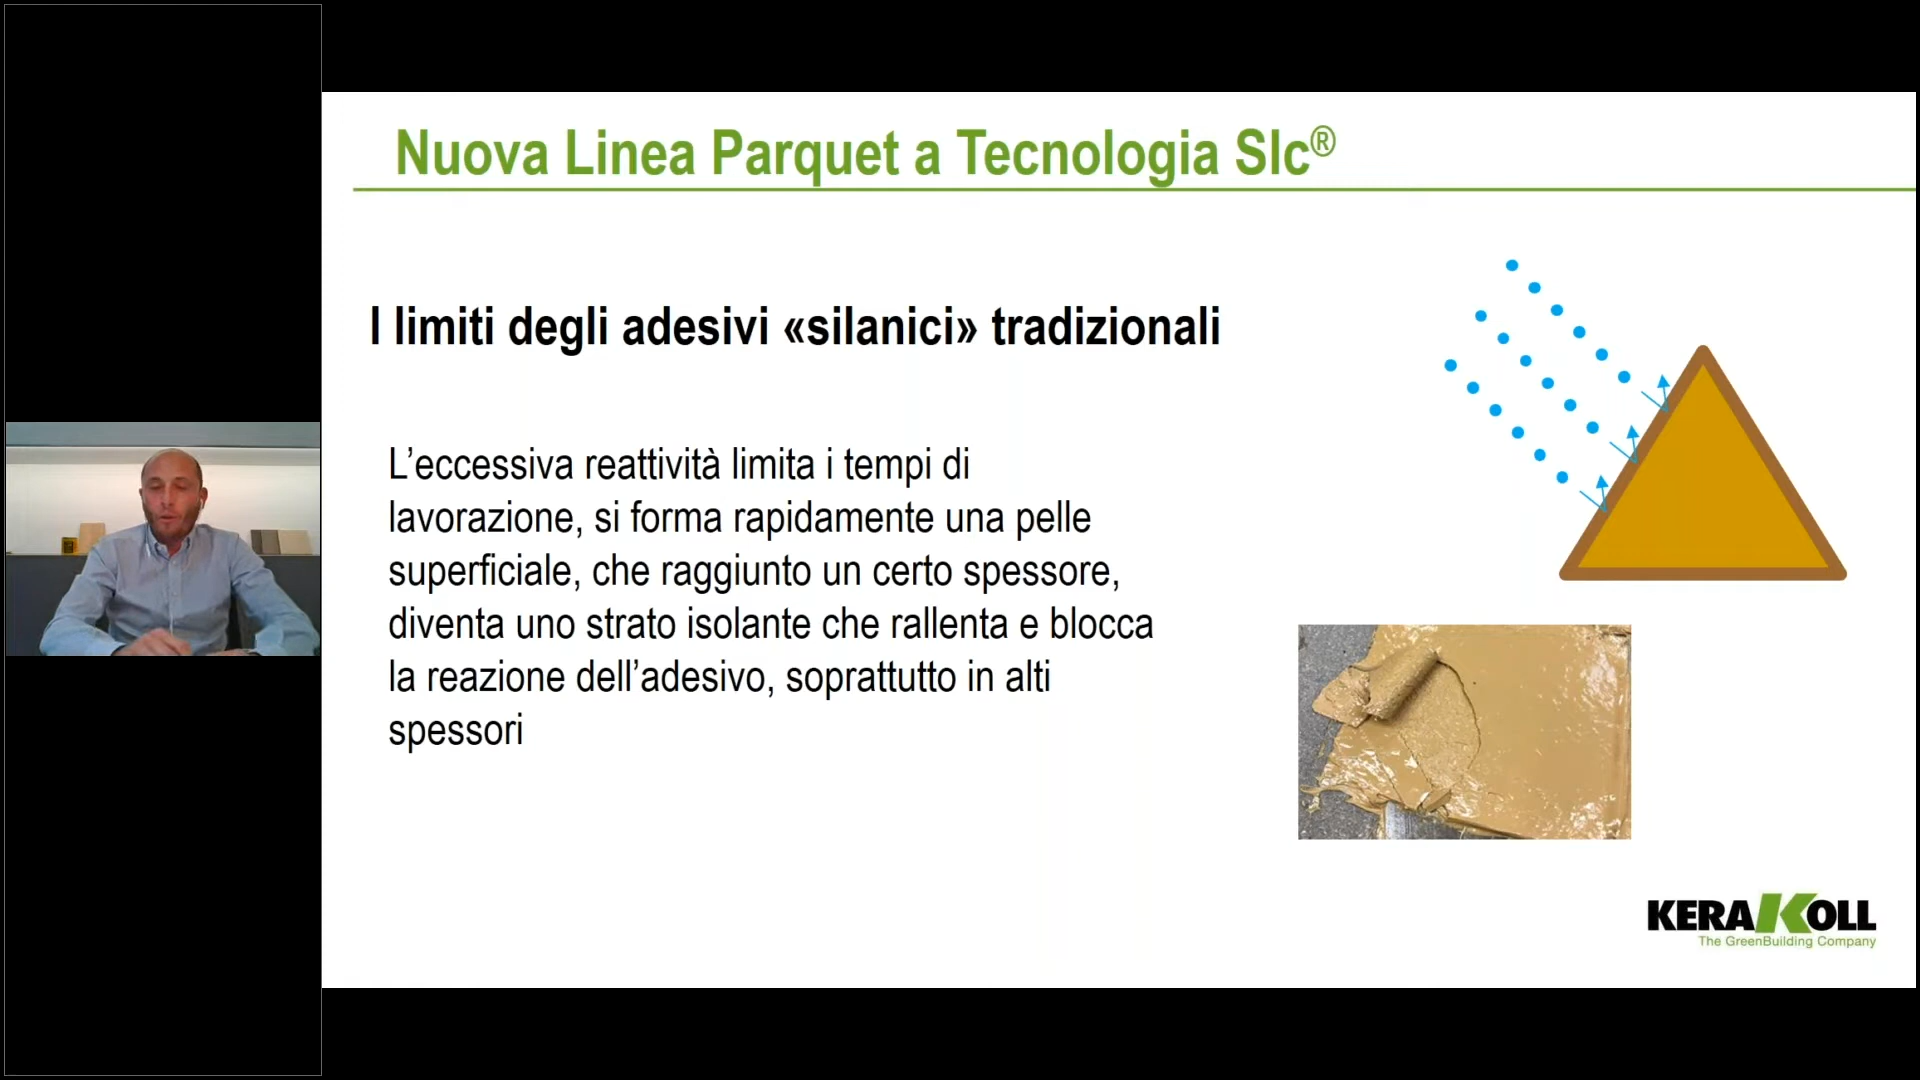 Nuova Linea Parquet a Tecnologia Slc®
I limiti degli adesivi «silanici» tradizionali
L’eccessiva reattività limita i tempi di
lavorazione, si forma rapidamente una pelle
superficiale, che raggiunto un certo spessore,
diventa uno strato isolante che rallenta e blocca
la reazione dell’adesivo, soprattutto in alti
spessori
KERAKOLL
The GreenBuilding Company